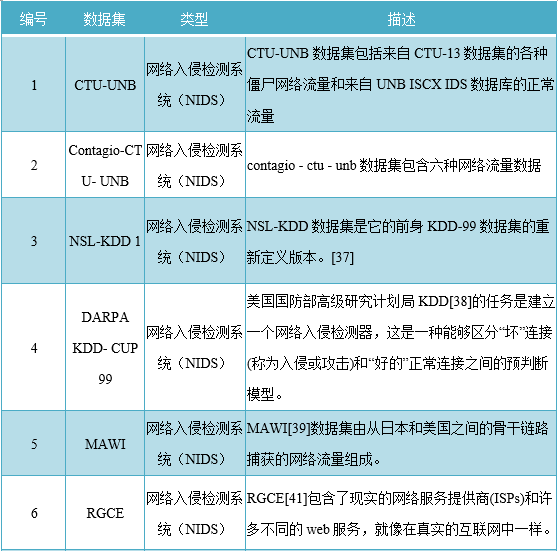 编号 数据集 类型 描述
1 CTU-UNB 网络入侵检测系统（NIDS） CTU-UNB 数据集包括来自 CTU-13 数据集的各种
僵尸网络流量和来自 UNB ISCX IDS 数据库的正常
流量
2 Contagio-CT
U- UNB 网络入侵检测系
统（NIDS） contagio - ctu - unb 数据集包含六种网络流量数据
3 NSL-KDD 1 网络入侵检测系
统（NIDS） NSL-KDD 数据集是它的前身 KDD-99 数据集的重
新定义版本。[37]
4 DARPA
KDD- CUP
99 网络入侵检测系
统（NIDS） 美国国防部高级研究计划局 KDD[38]的任务是建立
一个网络入侵检测器，这是一种能够区分“坏”连接
(称为入侵或攻击)和“好的”正常连接之间的预判断
模型。
5 MAWI 网络入侵检测系
统（NIDS） MAWI[39]数据集由从日本和美国之间的骨干链路
捕获的网络流量组成。
6 RGCE 网络入侵检测系
统（NIDS） RGCE[41]包含了现实的网络服务提供商(ISPs)和许
多不同的 web 服务，就像在真实的互联网中一样。